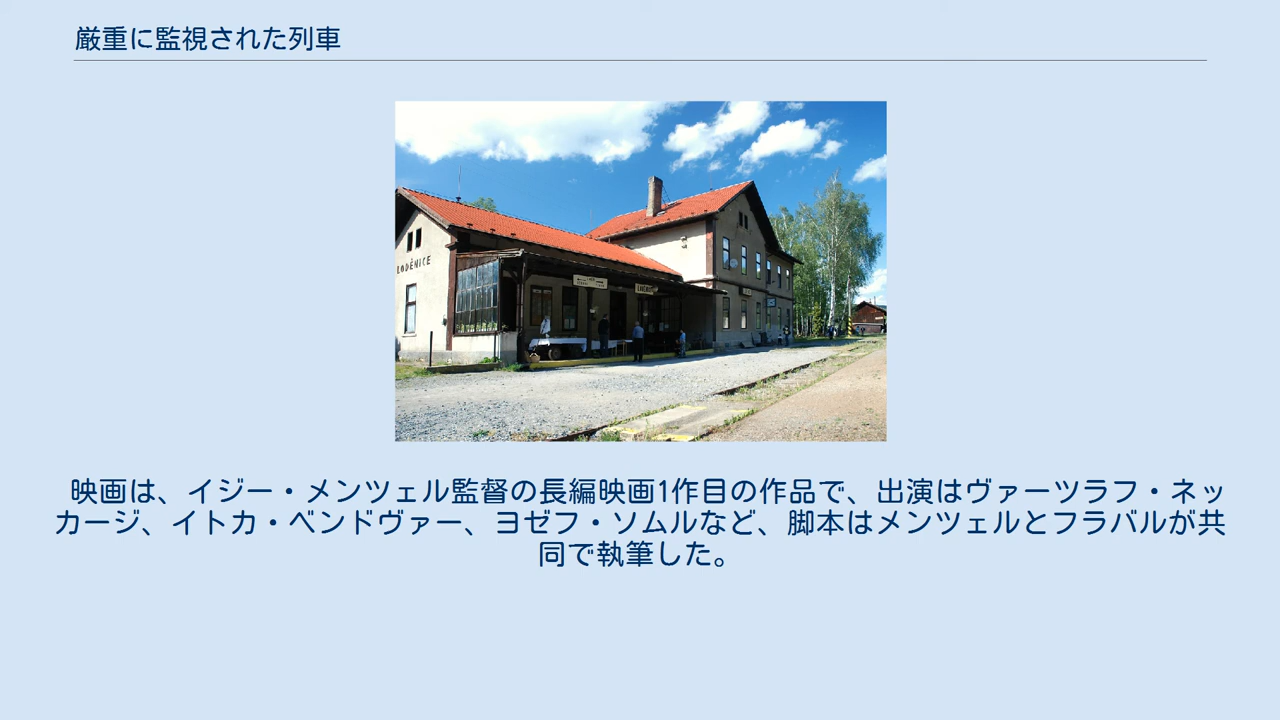 厳重に監視された列車
LODĚNICE
映画は、イジー・メンツェル監督の長編映画1作目の作品で、出演はヴァーツラフ・ネッ
カージ、イトカ・ベンドヴァー、ヨゼフ・ソムルなど、脚本はメンツェルとフラバルが共
同で執筆した。